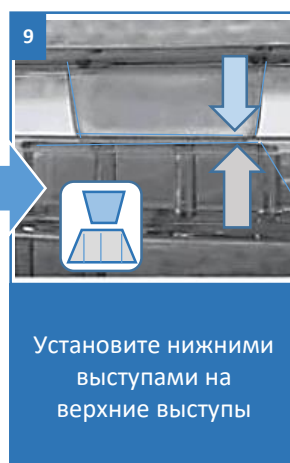 9
Установите нижними
выступами на
верхние выступы